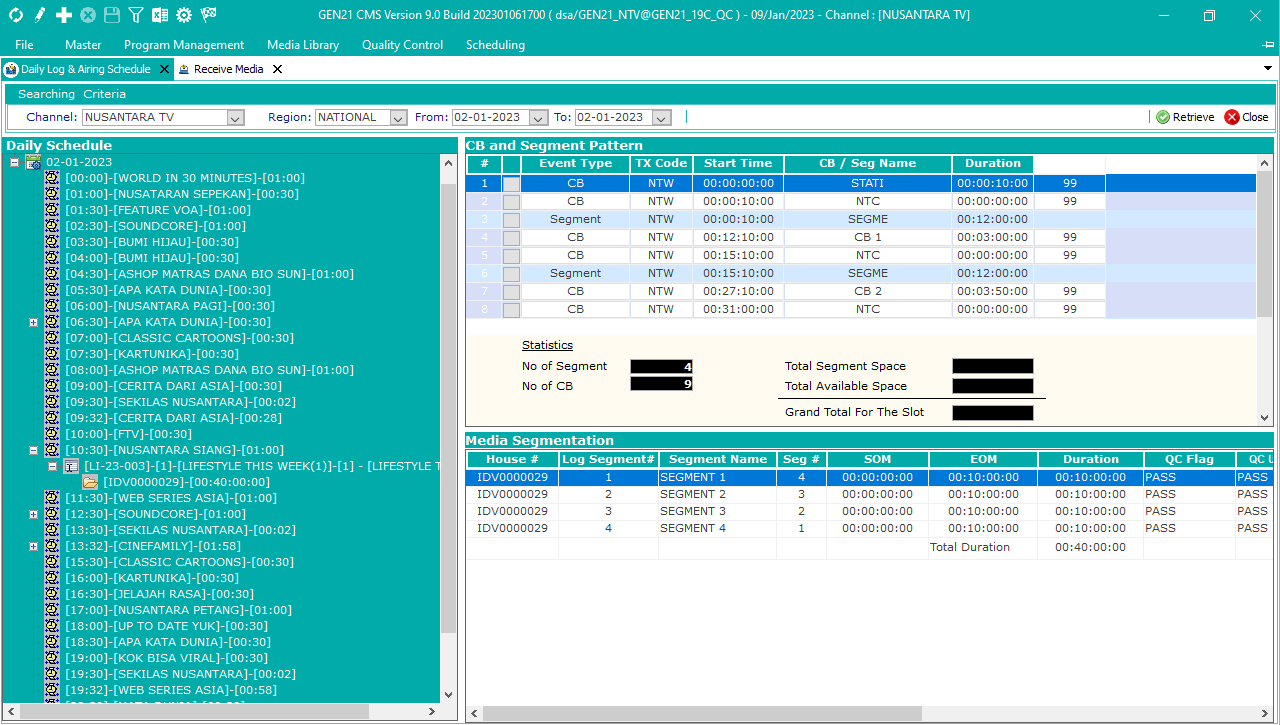 GEN21 CMS Version 9.0 Build 202301061700 ( dsa/GEN21_NTV@GEN21_19C_QC ) - 09/Jan/2023 - Channel : [NUSANTARA TV]
File Master Program Management Media Library Quality Control Scheduling
Daily Log & Airing Schedule Receive Media
Searching Criteria
Channel: NUSANTARA TV Region: NATIONAL From: 02-01-2023 To: 02-01-2023 Retrieve Close
Daily Schedule
02-01-2023
[00:00]-[WORLD IN 30 MINUTES]-[01:00]
[01:00]-[NUSATARAN SEPEKAN]-[00:30]
[01:30]-[FEATURE VOA]-[01:00]
[02:30]-[SOUNDCORE]-[01:00]
[03:30]-[BUMI HIJAU]-[00:30]
[04:00]-[BUMI HIJAU]-[00:30]
[04:30]-[ASHOP MATRAS DANA BIO SUN]-[01:00]
[05:30]-[APA KATA DUNIA]-[00:30]
[06:00]-[NUSANTARA PAGI]-[00:30]
[06:30]-[APA KATA DUNIA]-[00:30]
[07:00]-[CLASSIC CARTOONS]-[00:30]
[07:30]-[KARTUNIKA]-[00:30]
[08:00]-[ASHOP MATRAS DANA BIO SUN]-[01:00]
[09:00]-[CERITA DARI ASIA]-[00:30]
[09:30]-[SEKILAS NUSANTARA]-[00:02]
[09:32]-[CERITA DARI ASIA]-[00:28]
[10:00]-[FTV]-[00:30]
[10:30]-[NUSANTARA SIANG]-[01:00]
[LI-23-003]-[1]-[LIFESTYLE THIS WEEK(1)]-[1] - [LIFESTYLE T
[IDV0000029]-[00:40:00:00]
[11:30]-[WEB SERIES ASIA]-[01:00]
[12:30]-[SOUNDCORE]-[01:00]
[13:30]-[SEKILAS NUSANTARA]-[00:02]
[13:32]-[CINEFAMILY]-[01:58]
[15:30]-[CLASSIC CARTOONS]-[00:30]
[16:00]-[KARTUNIKA]-[00:30]
[16:30]-[JELAJAH RASA]-[00:30]
[17:00]-[NUSANTARA PETANG]-[01:00]
[18:00]-[UP TO DATE YUK]-[00:30]
[18:30]-[APA KATA DUNIA]-[00:30]
[19:00]-[KOK BISA VIRAL]-[00:30]
[19:30]-[SEKILAS NUSANTARA]-[00:02]
[19:32]-[WEB SERIES ASIA]-[00:58]
CB and Segment Pattern
# Event Type TX Code Start Time CB / Seg Name Duration
1 CB NTW 00:00:00:00 STATI 00:00:10:00 99
2 CB NTW 00:00:10:00 NTC 00:00:00:00 99
3 Segment NTW 00:00:10:00 SEGME 00:12:00:00
4 CB NTW 00:12:10:00 CB 1 00:03:00:00 99
5 CB NTW 00:15:10:00 NTC 00:00:00:00 99
6 Segment NTW 00:15:10:00 SEGME 00:12:00:00
7 CB NTW 00:27:10:00 CB 2 00:03:50:00 99
8 CB NTW 00:31:00:00 NTC 00:00:00:00 99
Statistics
No of Segment 4 Total Segment Space
No of CB 9 Total Available Space
Grand Total For The Slot
Media Segmentation
House # Log Segment# Segment Name Seg # SOM EOM Duration QC Flag QC U
IDV0000029 1 SEGMENT 1 4 00:00:00:00 00:10:00:00 00:10:00:00 PASS PASS
IDV0000029 2 SEGMENT 2 3 00:00:00:00 00:10:00:00 00:10:00:00 PASS PASS
IDV0000029 3 SEGMENT 3 2 00:00:00:00 00:10:00:00 00:10:00:00 PASS PASS
IDV0000029 4 SEGMENT 4 1 00:00:00:00 00:10:00:00 00:10:00:00 PASS PASS
Total Duration 00:40:00:00